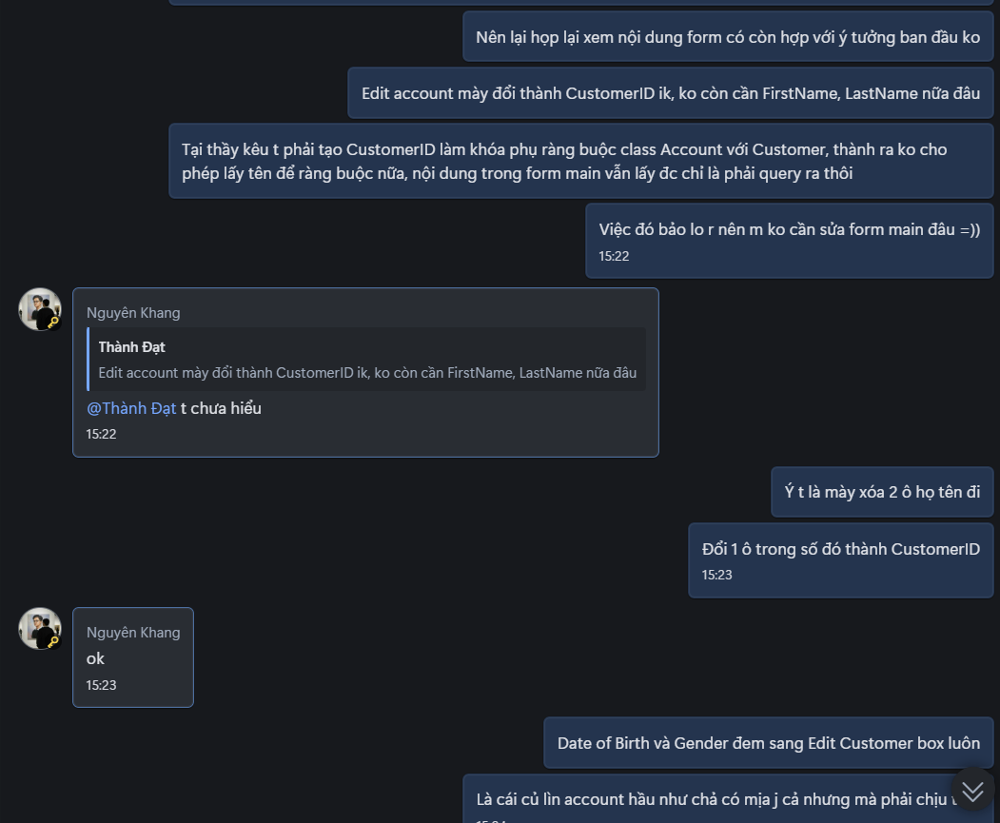 Nên lại họp lại xem nội dung form có còn hợp với ý tưởng ban đầu ko
Edit account mày đổi thành CustomerID ik, ko còn cần FirstName, LastName nữa đâu
Tại thầy kêu t phải tạo CustomerID làm khóa phụ ràng buộc class Account với Customer, thành ra ko cho
phép lấy tên để ràng buộc nữa, nội dung trong form main vẫn lấy đc chỉ là phải query ra thôi
Việc đó bảo lo r nên m ko cần sửa form main đâu =))
15:22
Nguyên Khang
Thành Đạt
Edit account mày đổi thành CustomerID ik, ko còn cần FirstName, LastName nữa đâu
@Thành Đạt t chưa hiểu
15:22
Ý t là mày xóa 2 ô họ tên đi
Đổi 1 ô trong số đó thành CustomerID
15:23
Nguyên Khang
ok
15:23
Date of Birth và Gender đem sang Edit Customer box luôn
Là cái củ lìn account hầu như chả có mịa j cả nhưng mà phải chịu